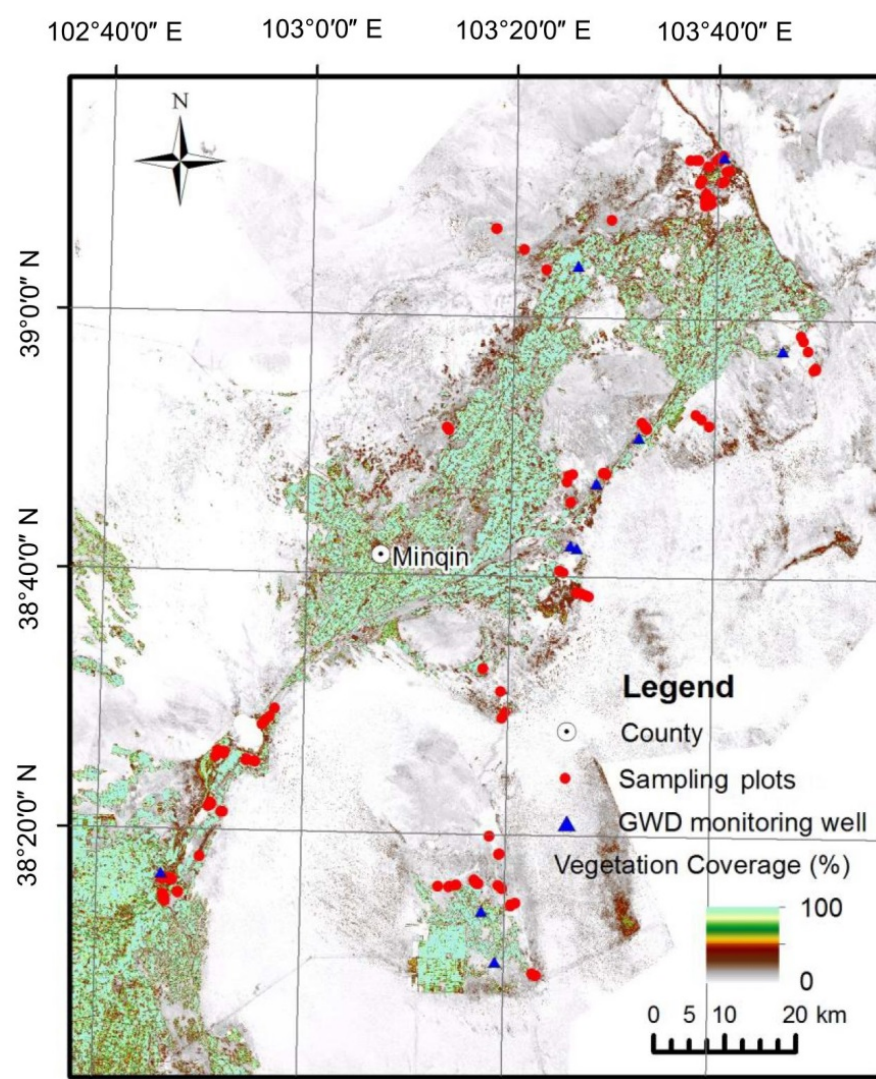 102°40′0″ E 103°0′0″ E 103°20′0″ E 103°40′0″ E
N
39°0′0″ N
38°40′0″ N
38°20′0″ N
Minqin
Legend
County
Sampling plots
GWD monitoring well
Vegetation Coverage (%)
100
0
0 5 10 20 km